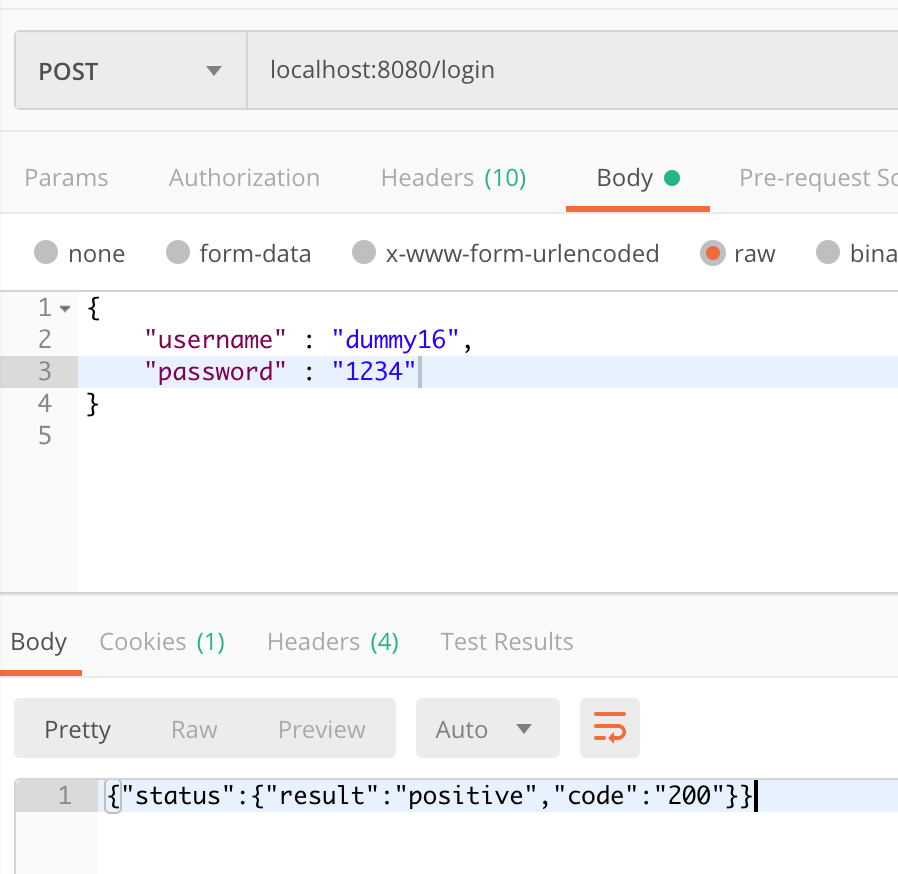 POST localhost:8080/login
Params Authorization Headers (10) Body Pre-request Sc
none form-data x-www-form-urlencoded raw bina
1 {
2 "username" : "dummy16",
3 "password" : "1234"
4 }
5
Body Cookies (1) Headers (4) Test Results
Pretty Raw Preview Auto
1 {"status":{"result":"positive","code":"200"}}